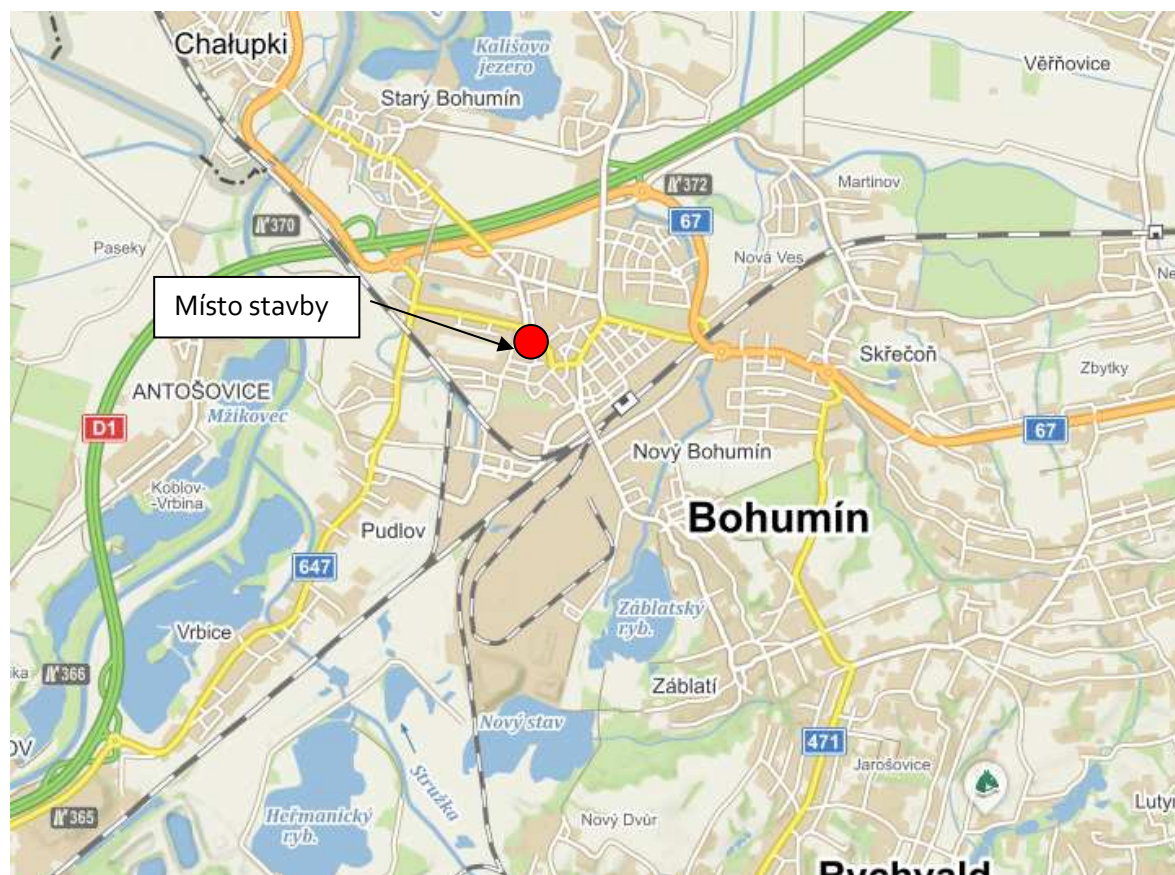 Chałupki
Kališovo
jezero
Věřňovice
Starý Bohumín
372
Martinov
67
370
Paseky
Nová Ves
Místo stavby
Skřečoň
Zbytky
ANTOŠOVICE
Mžíkovec
D1
67
Nový Bohumín
Koblov-
-Vrbina
Bohumín
Pudlov
647
Záblatský
ryb.
Vrbice
366
Záblatí
Nový stav
471
Jarošovice
Stružka
365
Heřmanický
ryb.
Nový Dvůr
Rychvald